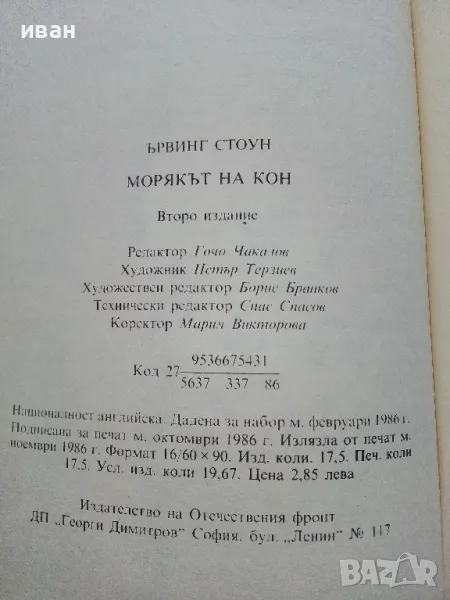 иван
ЪРВИНГ СТОУН
МОРЯКЪТ НА КОН
Второ издание
Редактор Гочо Чакалов
Художник Петър Терзиев
Художествен редактор Борис Бранков
Технически редактор Спас Спасов
Коректор Мария Викторова
9536675431
Код 27
5637 337 86
Националност английска. Дадена за набор м. февруари 1986 г.
Подписана за печат м. октомври 1986 г. Излязла от печат м.
ноември 1986 г. Формат 16/60 × 90. Изд. коли. 17,5. Печ. коли
17,5. Усл. изд. коли 19,67. Цена 2,85 лева
Издателство на Отечествения фронт
ДП „Георги Димитров" София, бул. „Ленин" № 117
BAZAR